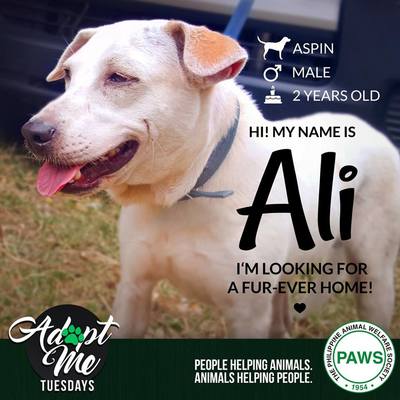 ASPIN
MALE
2 YEARS OLD
HI! MY NAME IS
Ali
I'M LOOKING FOR
A FUR-EVER HOME!
Adopt
Me
TUESDAYS
PEOPLE HELPING ANIMALS.
ANIMALS HELPING PEOPLE.
THE PHILIPPINE ANIMAL WELFARE SOCIETY
PAWS
1954